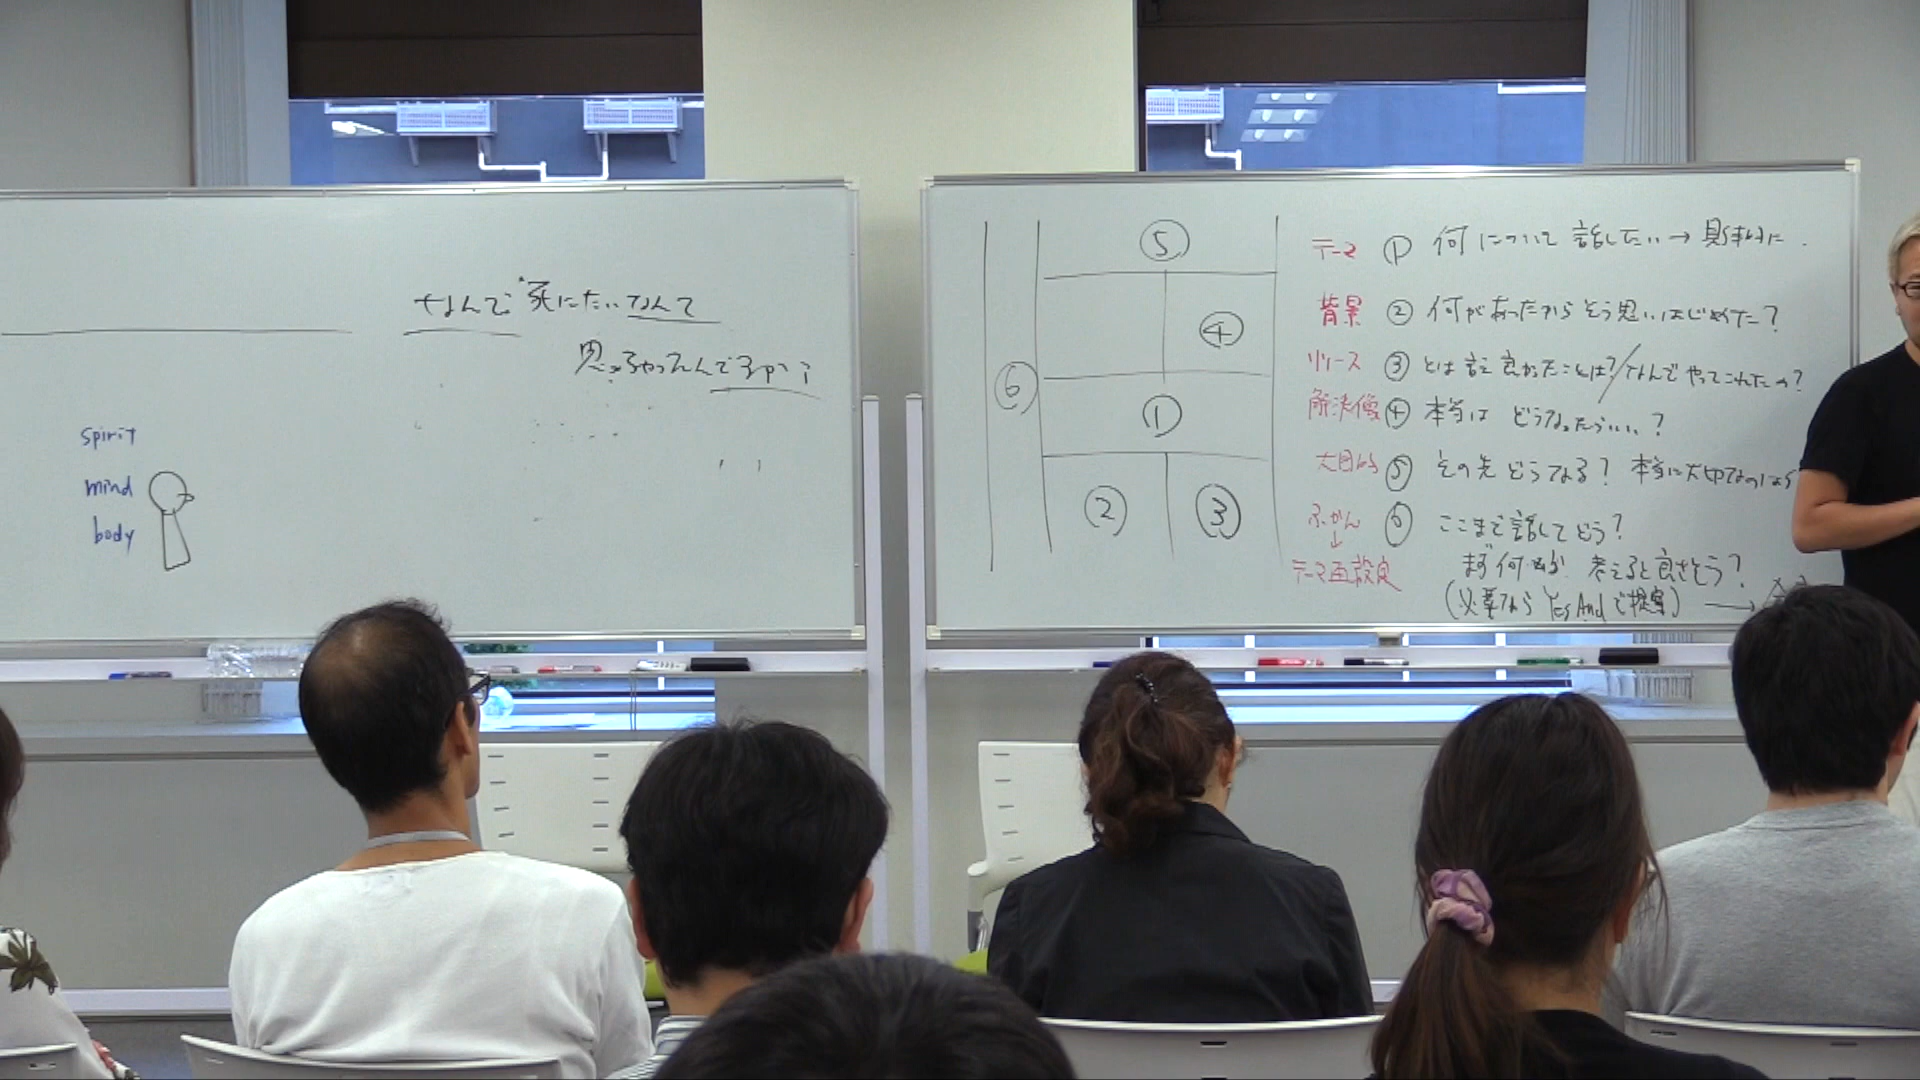 なんで死にたいなんて
思っちゃったんでろうか?
spirit
mind
body
⑤
④
⑥
①
② ③
テーマ ① 何について話したい→具体的に.
背景 ② 何があったからそう思いはじめた?
リソース ③ とは言え良かったことは?/なんでやってこれたの?
解決像 ④ 本当はどうなったらいい?
大目的 ⑤ その先どうなる? 本当に大切なのは
ふかん ⑥ ここまで話してどう?
↓ まず何から考えると良さそう?
テーマ再設定 (必要なら Yes And で提案) →